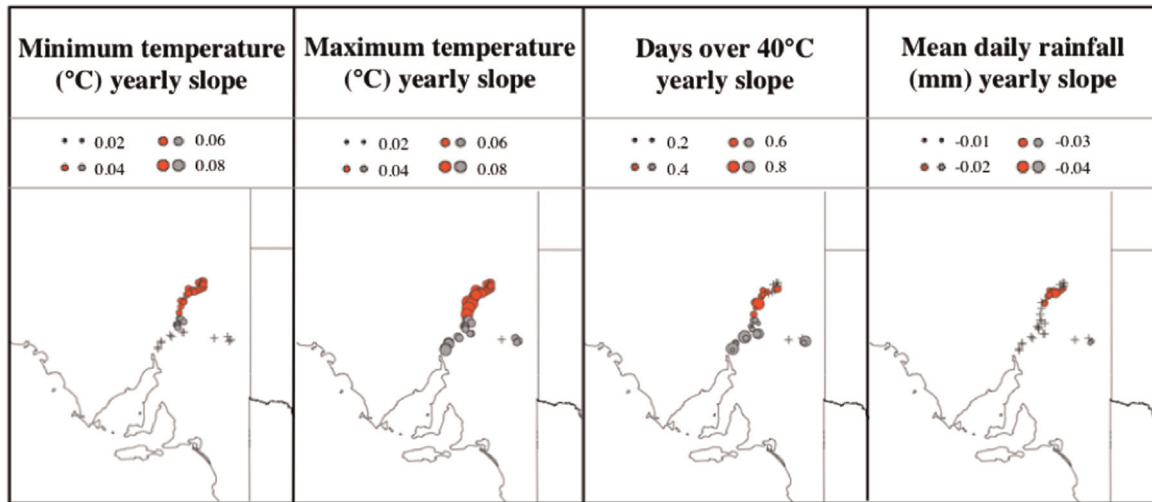 Minimum temperature
(°C) yearly slope
Maximum temperature
(°C) yearly slope
Days over 40°C
yearly slope
Mean daily rainfall
(mm) yearly slope
0.02
0.06
0.04
0.08
0.02
0.06
0.04
0.08
0.2
0.6
0.4
0.8
-0.01
-0.03
-0.02
-0.04